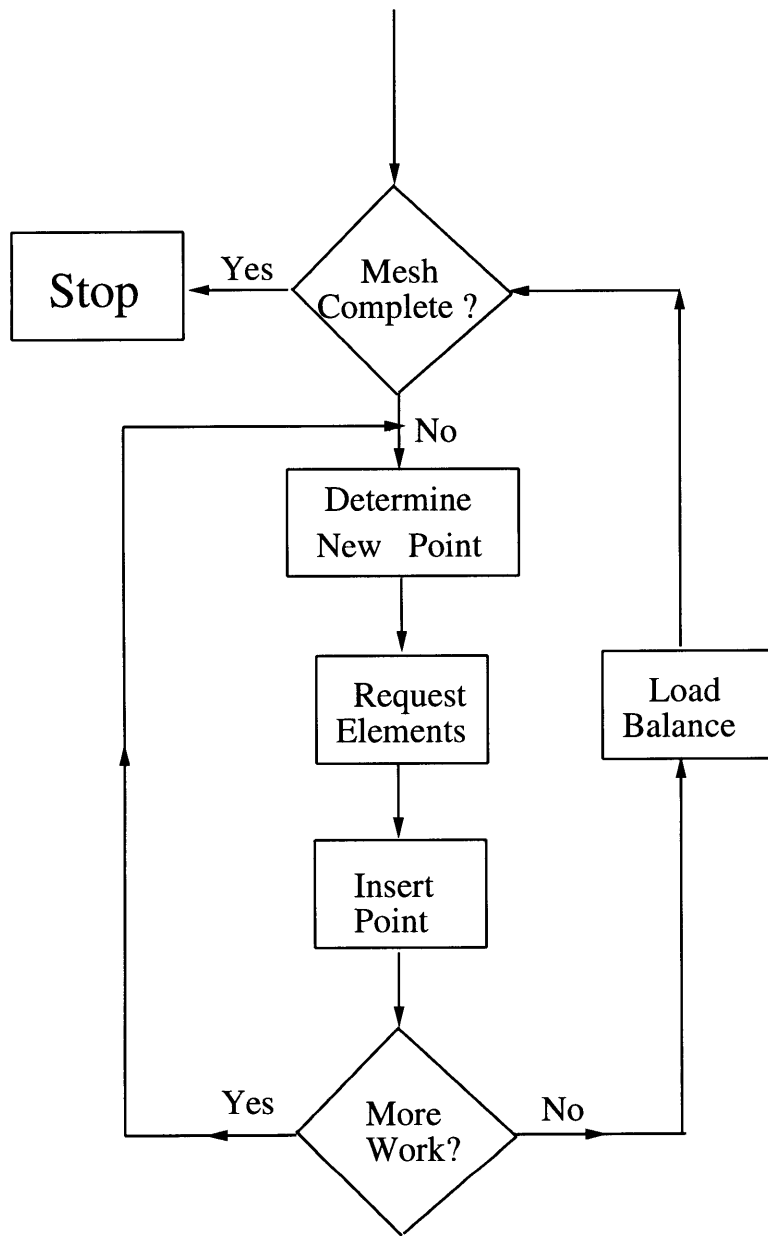 Mesh
Complete ?
Yes
Stop
No
Determine
New Point
Request
Elements
Load
Balance
Insert
Point
More
Work?
Yes
No